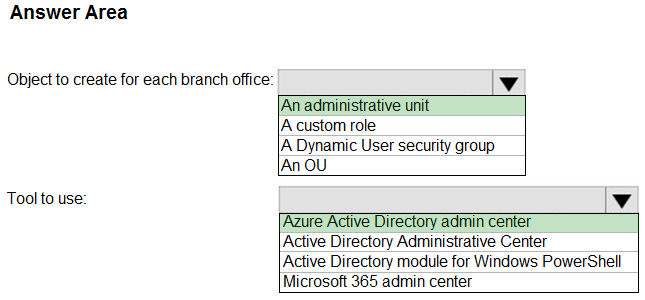 Answer Area
Object to create for each branch office:
An administrative unit
A custom role
A Dynamic User security group
An OU
Tool to use:
Azure Active Directory admin center
Active Directory Administrative Center
Active Directory module for Windows PowerShell
Microsoft 365 admin center